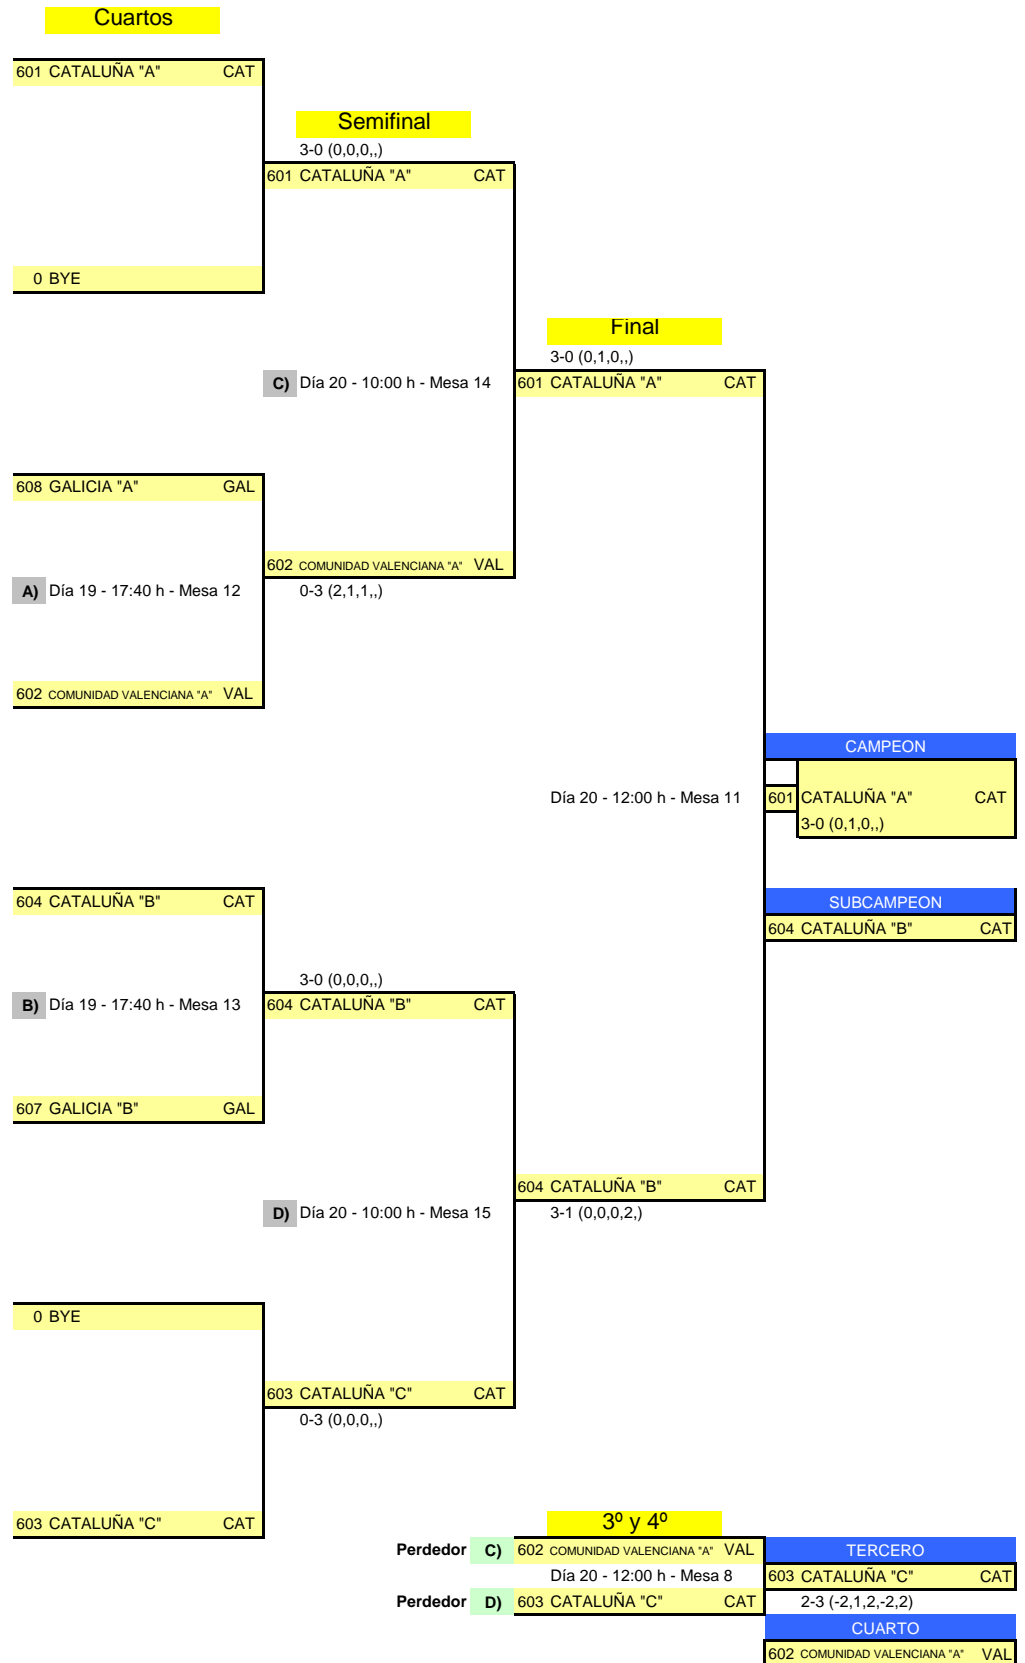 Cuartos
601 CATALUÑA "A" CAT
Semifinal
3-0 (0,0,0,,)
601 CATALUÑA "A" CAT
0 BYE
Final
3-0 (0,1,0,,)
C) Día 20 - 10:00 h - Mesa 14
601 CATALUÑA "A" CAT
608 GALICIA "A" GAL
602 COMUNIDAD VALENCIANA "A" VAL
A) Día 19 - 17:40 h - Mesa 12
0-3 (2,1,1,,)
602 COMUNIDAD VALENCIANA "A" VAL
CAMPEON
Día 20 - 12:00 h - Mesa 11
601 CATALUÑA "A" CAT
3-0 (0,1,0,,)
604 CATALUÑA "B" CAT
SUBCAMPEON
604 CATALUÑA "B" CAT
3-0 (0,0,0,,)
B) Día 19 - 17:40 h - Mesa 13
604 CATALUÑA "B" CAT
607 GALICIA "B" GAL
604 CATALUÑA "B" CAT
D) Día 20 - 10:00 h - Mesa 15
3-1 (0,0,0,2,)
0 BYE
603 CATALUÑA "C" CAT
0-3 (0,0,0,,)
603 CATALUÑA "C" CAT
3º y 4º
Perdedor C) 602 COMUNIDAD VALENCIANA "A" VAL
TERCERO
Día 20 - 12:00 h - Mesa 8
603 CATALUÑA "C" CAT
Perdedor D) 603 CATALUÑA "C" CAT
2-3 (-2,1,2,-2,2)
CUARTO
602 COMUNIDAD VALENCIANA "A" VAL